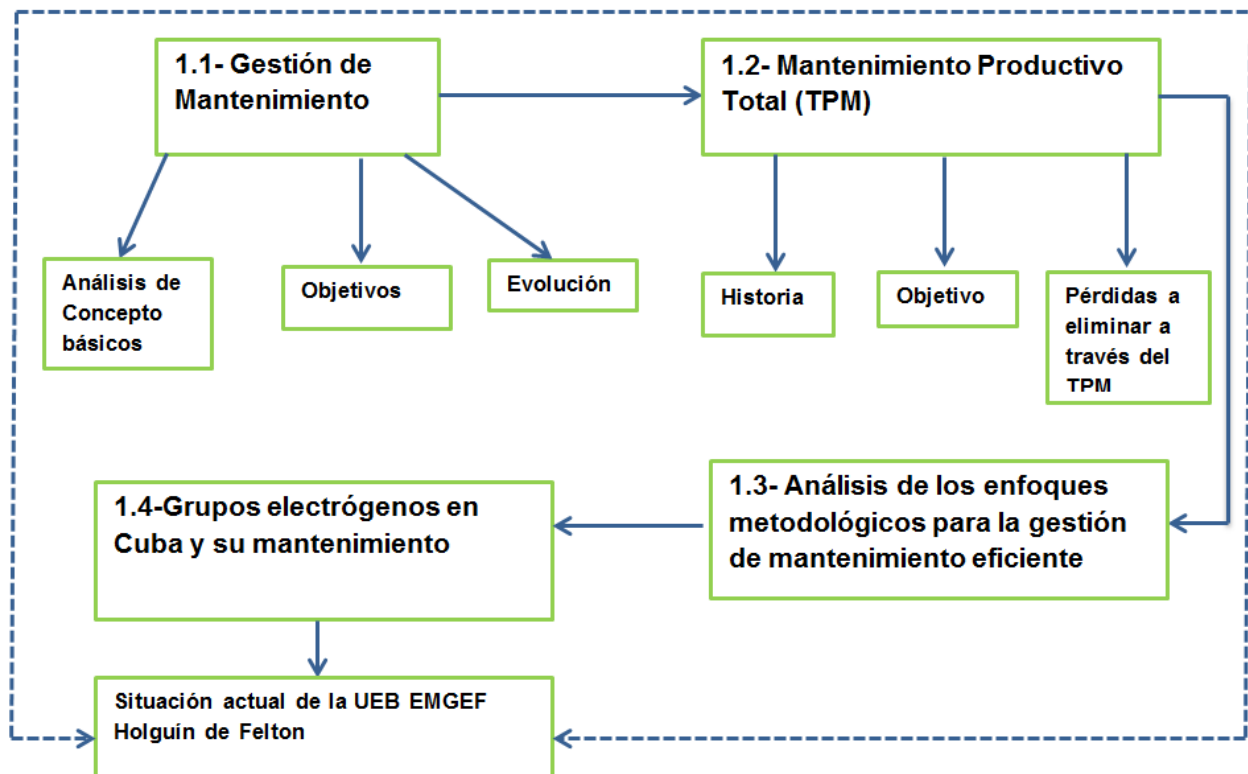 1.1- Gestión de
Mantenimiento
1.2- Mantenimiento Productivo
Total (TPM)
Análisis de
Concepto
básicos
Objetivos
Evolución
Historia
Objetivo
Pérdidas a
eliminar a
través del
TPM
1.3- Análisis de los enfoques
metodológicos para la gestión
de mantenimiento eficiente
1.4-Grupos electrógenos en
Cuba y su mantenimiento
Situación actual de la UEB EMGEF
Holguín de Felton